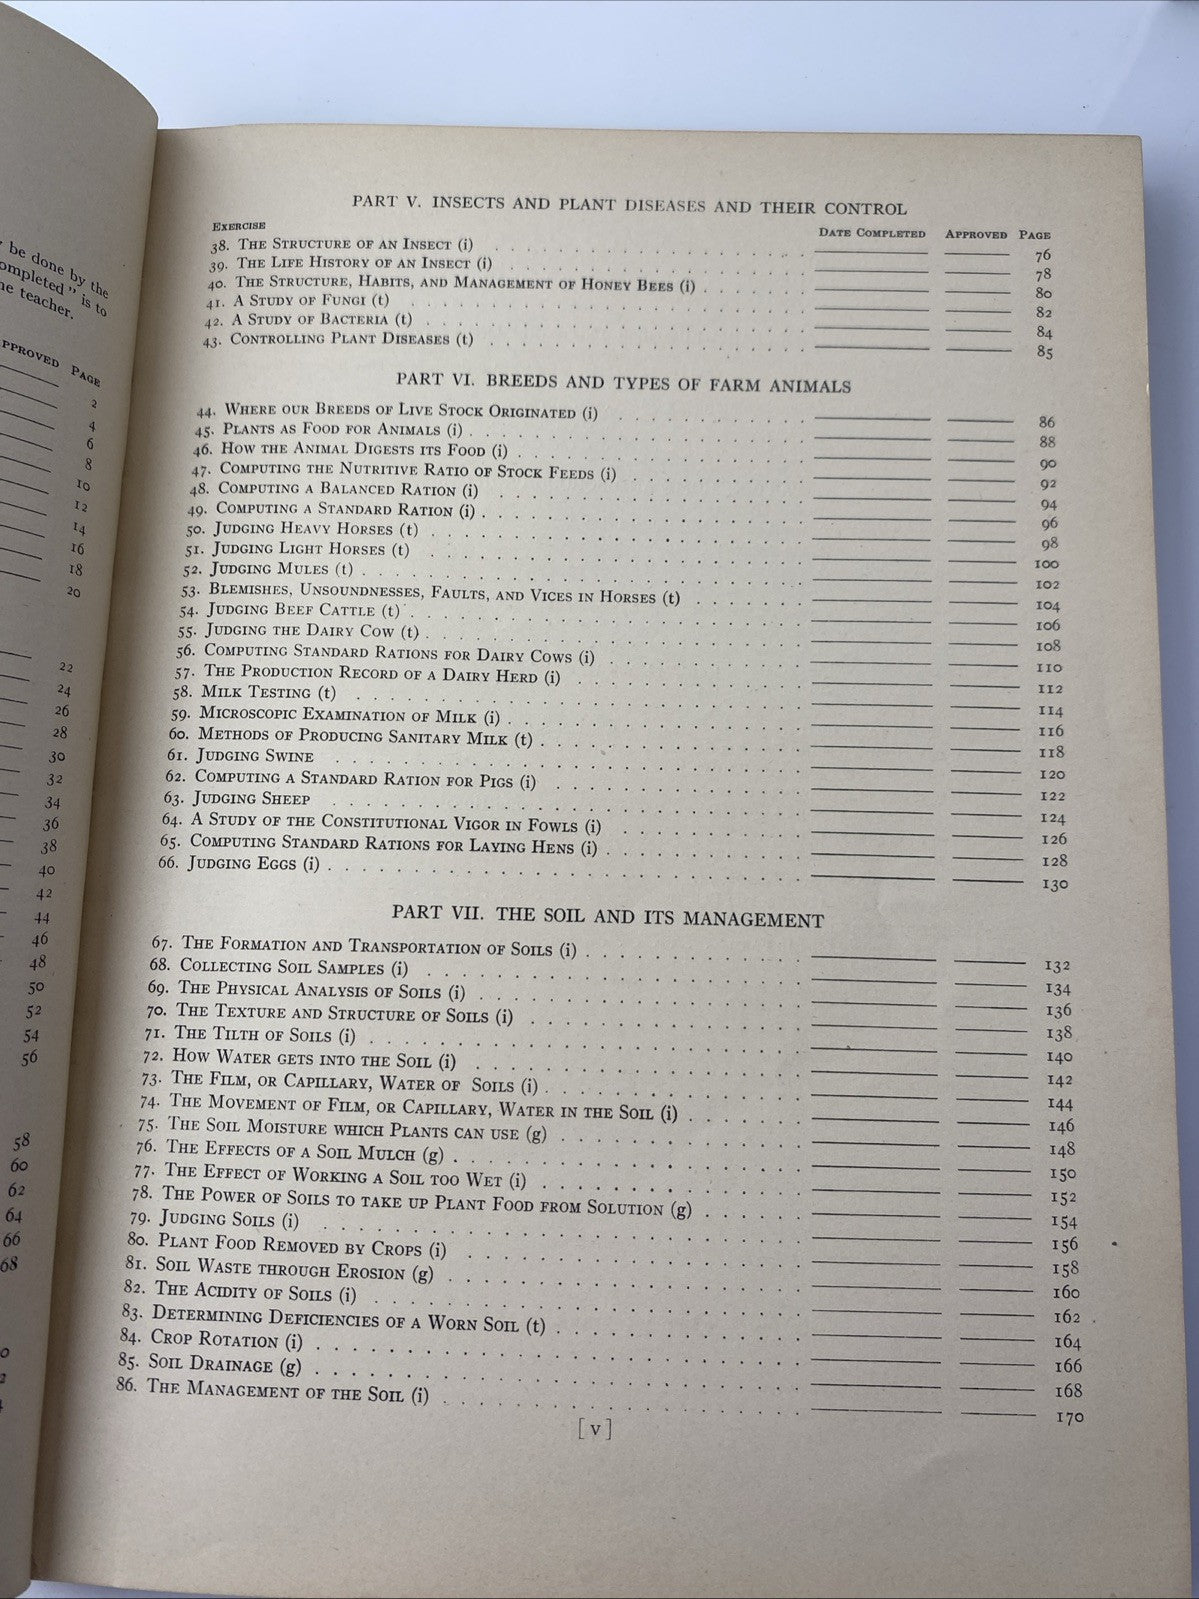 be done by the
ompleted" is to
ne teacher.
PPROVED PAGE
2
4
6
8
10
12
14
16
18
20
22
24
26
28
30
32
34
36
38
40
42
44
46
48
50
52
54
56
58
60
62
64
66
68
PART V. INSECTS AND PLANT DISEASES AND THEIR CONTROL
EXERCISE DATE COMPLETED APPROVED PAGE
38. THE STRUCTURE OF AN INSECT (i) 76
39. THE LIFE HISTORY OF AN INSECT (i) 78
40. THE STRUCTURE, HABITS, AND MANAGEMENT OF HONEY BEES (i) 80
41. A STUDY OF FUNGI (t) 82
42. A STUDY OF BACTERIA (t) 84
43. CONTROLLING PLANT DISEASES (t) 85
PART VI. BREEDS AND TYPES OF FARM ANIMALS
44. WHERE OUR BREEDS OF LIVE STOCK ORIGINATED (i) 86
45. PLANTS AS FOOD FOR ANIMALS (i) 88
46. HOW THE ANIMAL DIGESTS ITS FOOD (i) 90
47. COMPUTING THE NUTRITIVE RATIO OF STOCK FEEDS (i) 92
48. COMPUTING A BALANCED RATION (i) 94
49. COMPUTING A STANDARD RATION (i) 96
50. JUDGING HEAVY HORSES (t) 98
51. JUDGING LIGHT HORSES (t) 100
52. JUDGING MULES (t) 102
53. BLEMISHES, UNSOUNDNESSES, FAULTS, AND VICES IN HORSES (t) 104
54. JUDGING BEEF CATTLE (t) 106
55. JUDGING THE DAIRY COW (t) 108
56. COMPUTING STANDARD RATIONS FOR DAIRY COWS (i) 110
57. THE PRODUCTION RECORD OF A DAIRY HERD (i) 112
58. MILK TESTING (t) 114
59. MICROSCOPIC EXAMINATION OF MILK (i) 116
60. METHODS OF PRODUCING SANITARY MILK (t) 118
61. JUDGING SWINE 120
62. COMPUTING A STANDARD RATION FOR PIGS (i) 122
63. JUDGING SHEEP 124
64. A STUDY OF THE CONSTITUTIONAL VIGOR IN FOWLS (i) 126
65. COMPUTING STANDARD RATIONS FOR LAYING HENS (i) 128
66. JUDGING EGGS (i) 130
PART VII. THE SOIL AND ITS MANAGEMENT
67. THE FORMATION AND TRANSPORTATION OF SOILS (i) 132
68. COLLECTING SOIL SAMPLES (i) 134
69. THE PHYSICAL ANALYSIS OF SOILS (i) 136
70. THE TEXTURE AND STRUCTURE OF SOILS (i) 138
71. THE TILTH OF SOILS (i) 140
72. HOW WATER GETS INTO THE SOIL (i) 142
73. THE FILM, OR CAPILLARY, WATER OF SOILS (i) 144
74. THE MOVEMENT OF FILM, OR CAPILLARY, WATER IN THE SOIL (i) 146
75. THE SOIL MOISTURE WHICH PLANTS CAN USE (g) 148
76. THE EFFECTS OF A SOIL MULCH (g) 150
77. THE EFFECT OF WORKING A SOIL TOO WET (i) 152
78. THE POWER OF SOILS TO TAKE UP PLANT FOOD FROM SOLUTION (g) 154
79. JUDGING SOILS (i) 156
80. PLANT FOOD REMOVED BY CROPS (i) 158
81. SOIL WASTE THROUGH EROSION (g) 160
82. THE ACIDITY OF SOILS (i) 162
83. DETERMINING DEFICIENCIES OF A WORN SOIL (t) 164
84. CROP ROTATION (i) 166
85. SOIL DRAINAGE (g) 168
86. THE MANAGEMENT OF THE SOIL (i) 170
[v]